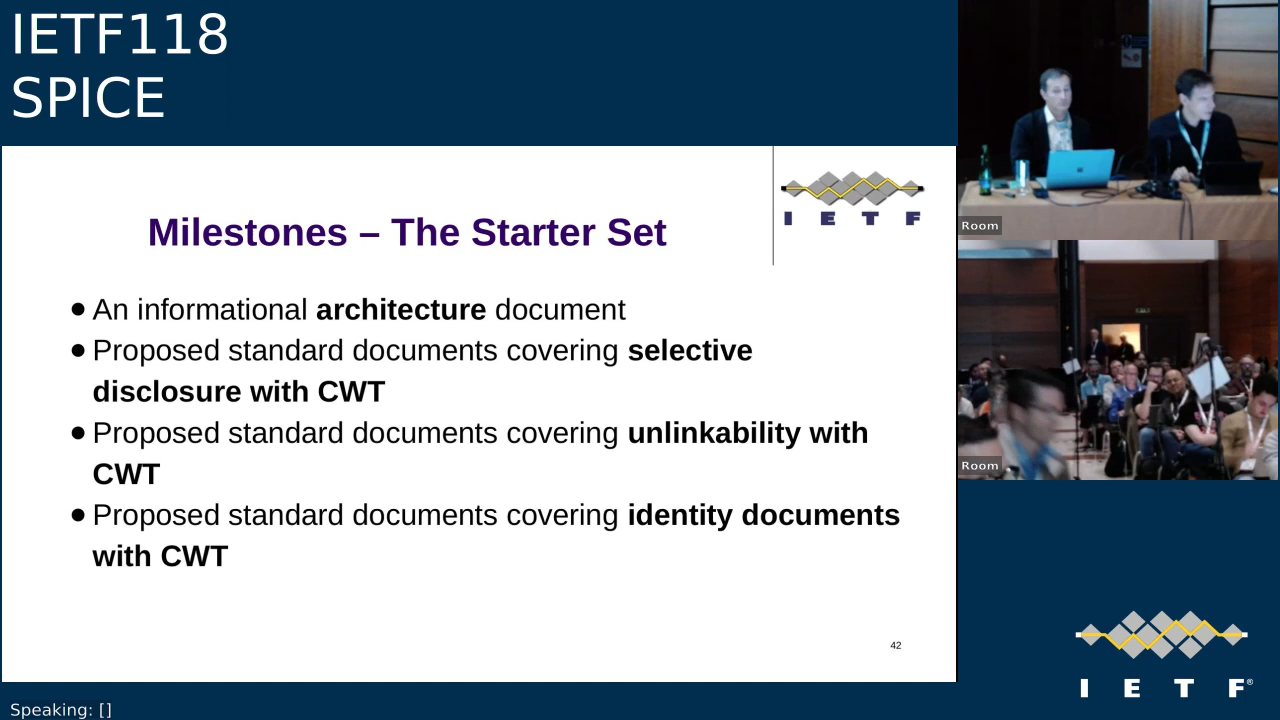 IETF118
SPICE
Milestones – The Starter Set
I E T F
● An informational architecture document
● Proposed standard documents covering selective
disclosure with CWT
● Proposed standard documents covering unlinkability with
CWT
● Proposed standard documents covering identity documents
with CWT
42
Room
Room
I E T F®
Speaking: []